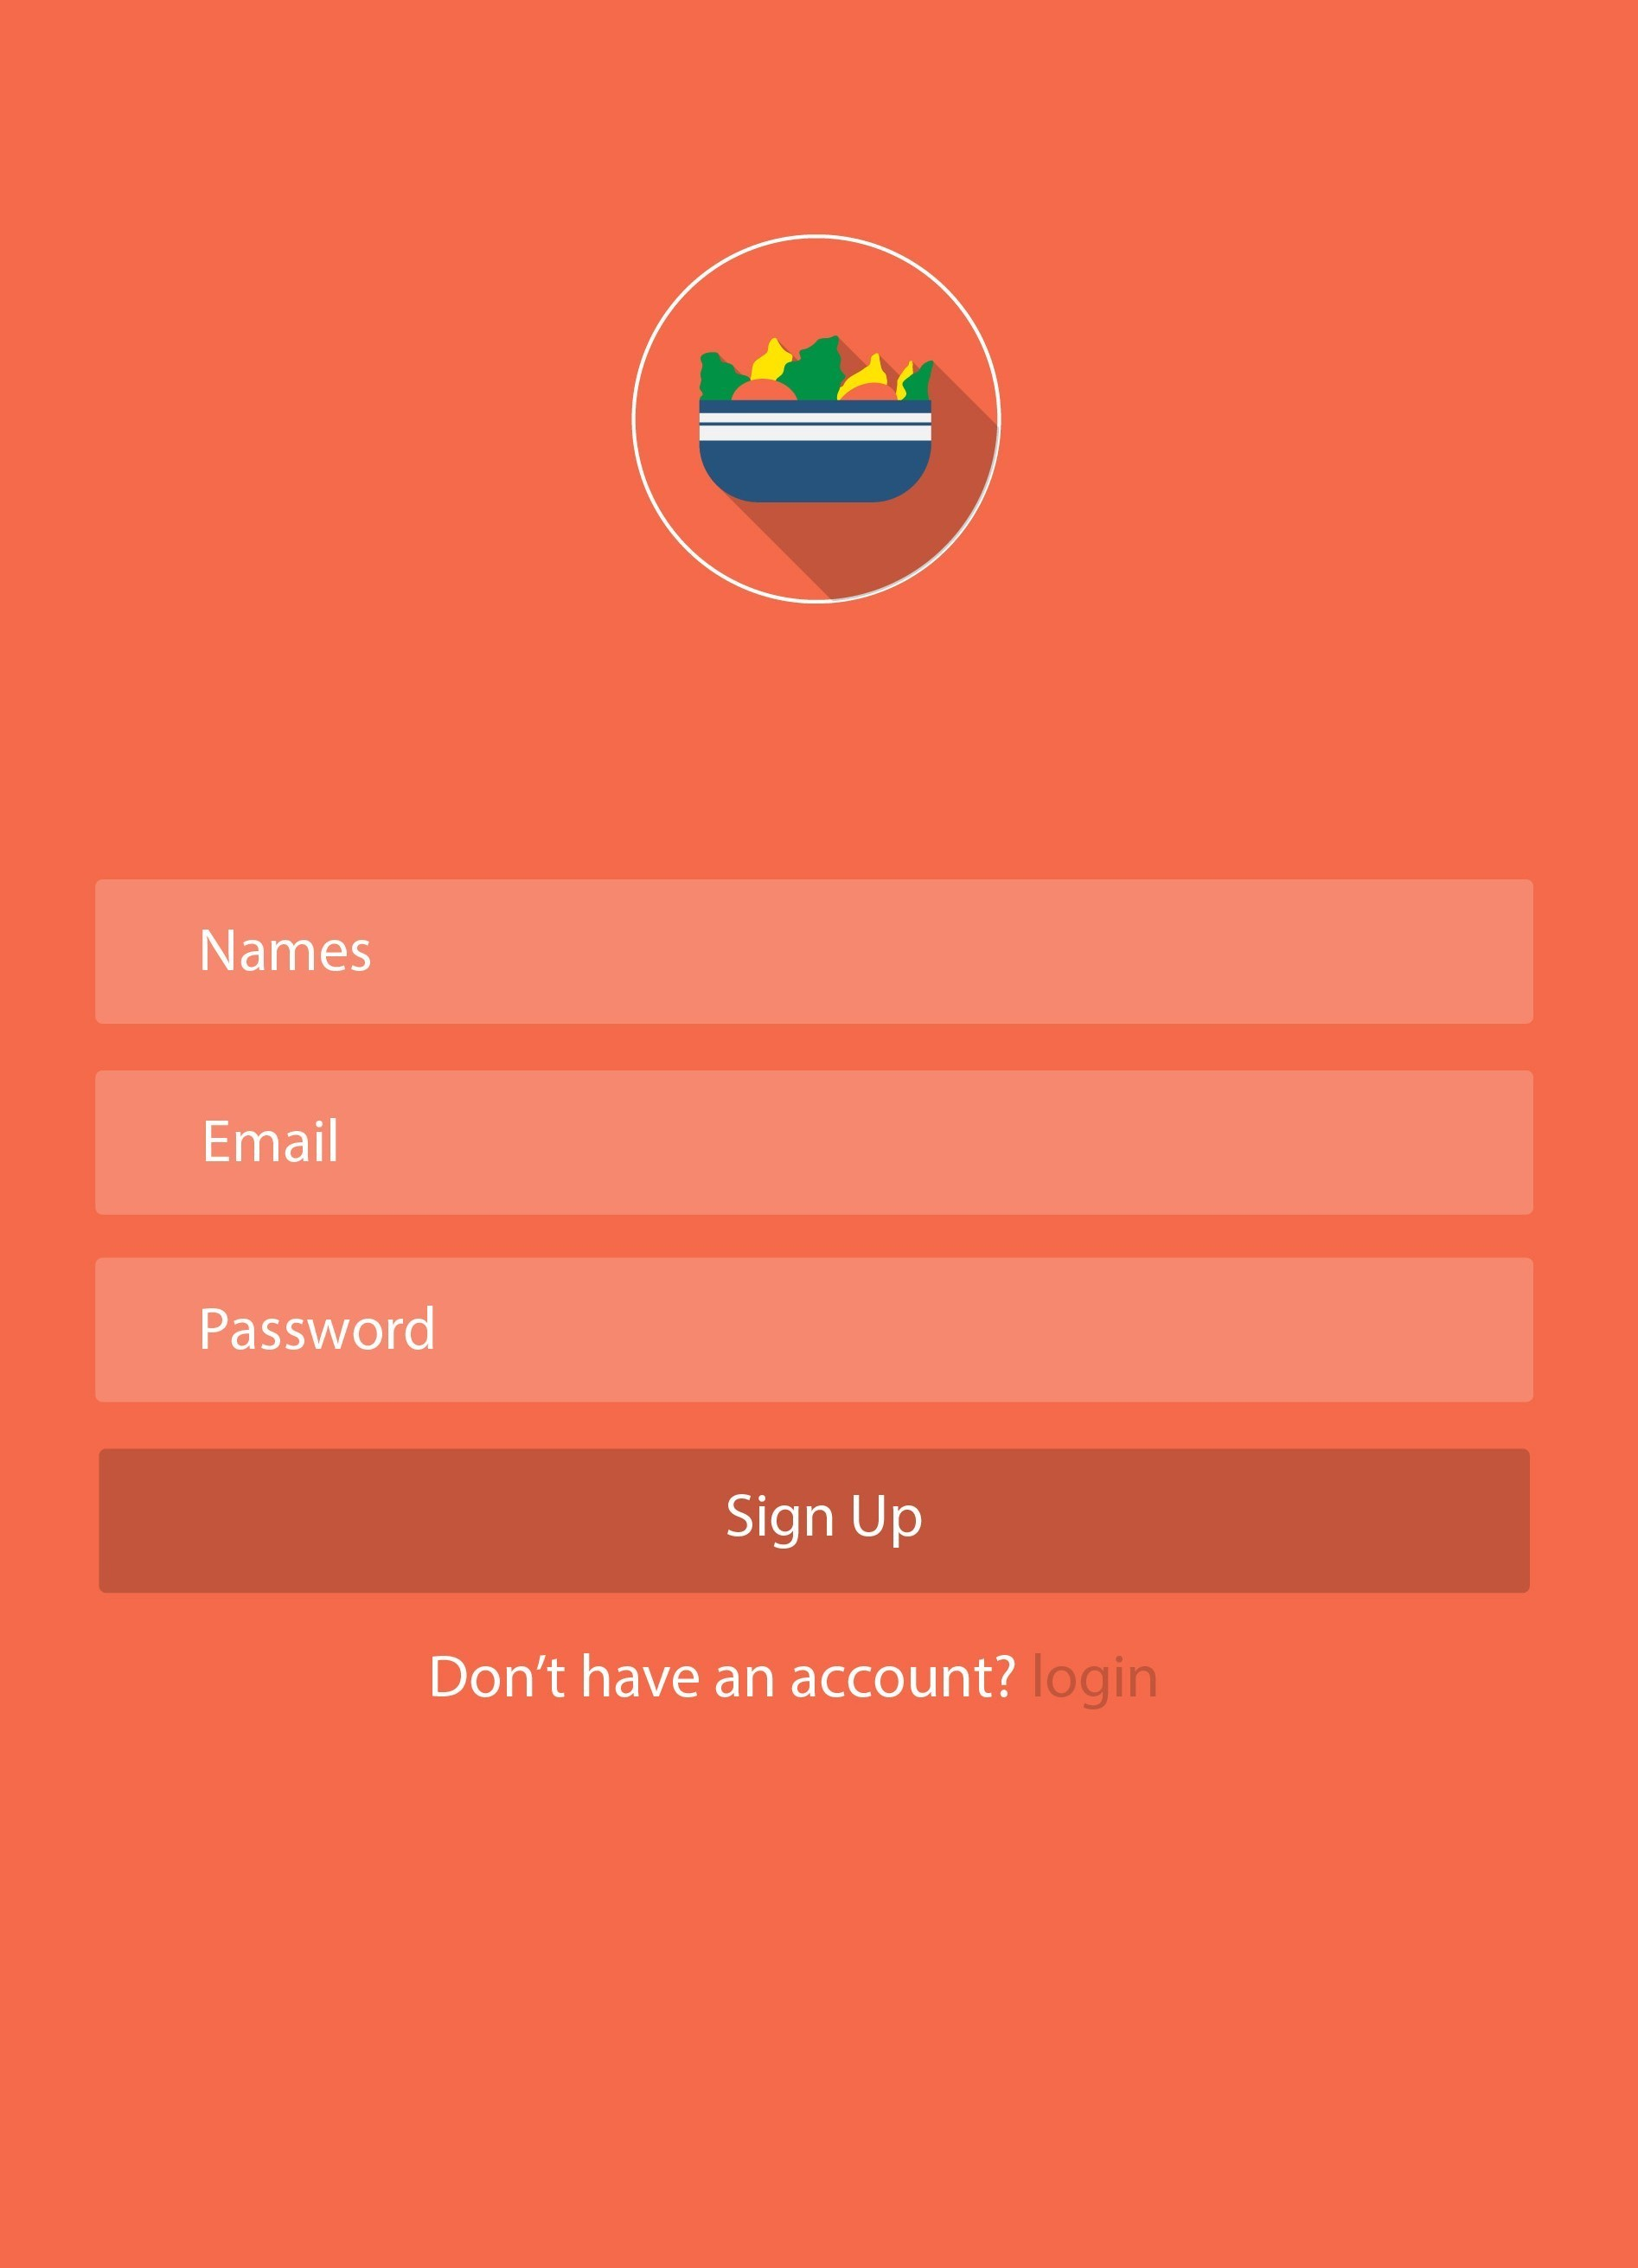 Names
Email
Password
Sign Up
Don’t have an account? login